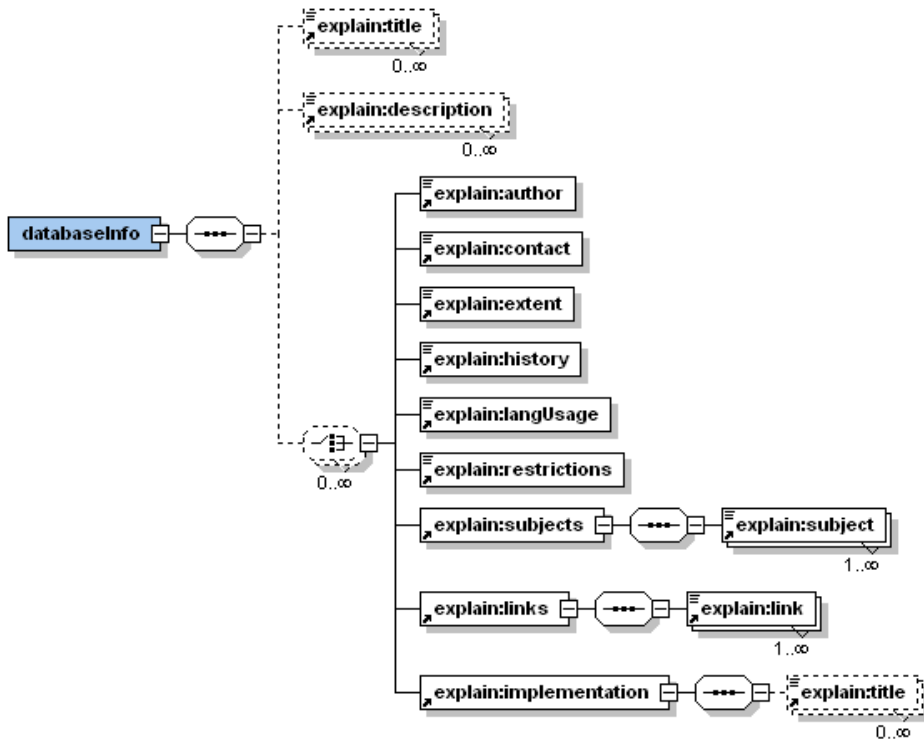 explain:title
0..∞
explain:description
0..∞
databaseInfo
explain:author
explain:contact
explain:extent
explain:history
explain:langUsage
0..∞
explain:restrictions
explain:subjects
explain:subject
1..∞
explain:links
explain:link
1..∞
explain:implementation
explain:title
0..∞